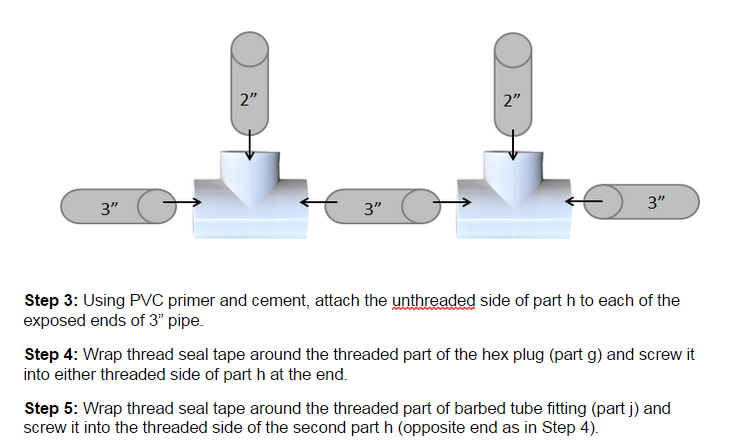 2”
2”
3”
3”
3”
Step 3: Using PVC primer and cement, attach the unthreaded side of part h to each of the
exposed ends of 3” pipe.
Step 4: Wrap thread seal tape around the threaded part of the hex plug (part g) and screw it
into either threaded side of part h at the end.
Step 5: Wrap thread seal tape around the threaded part of barbed tube fitting (part j) and
screw it into the threaded side of the second part h (opposite end as in Step 4).